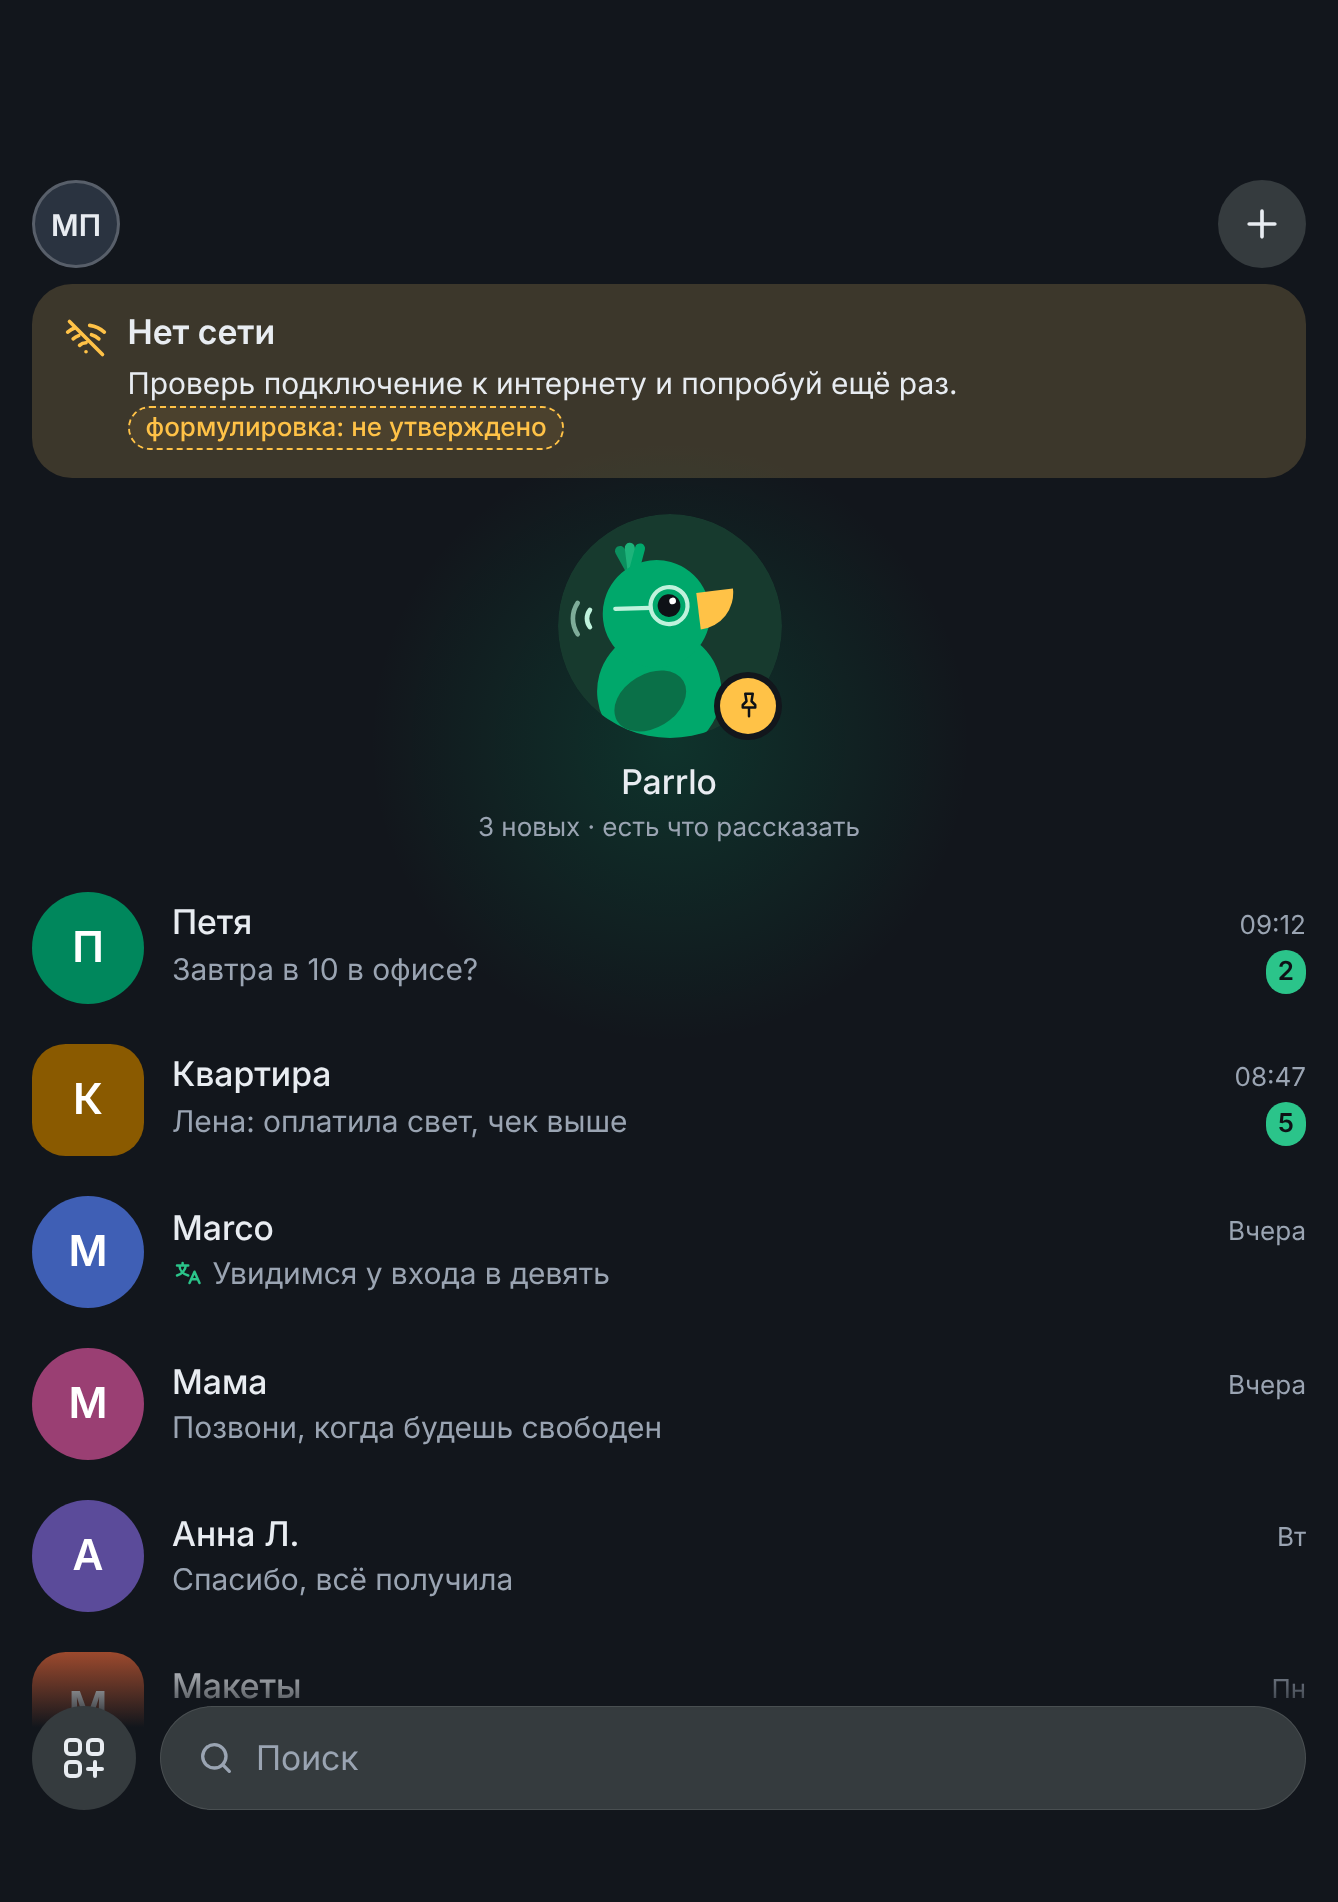 МП
Нет сети
Проверь подключение к интернету и попробуй ещё раз.
формулировка: не утверждено
Parrlo
3 новых · есть что рассказать
П
Петя
09:12
Завтра в 10 в офисе?
2
К
Квартира
08:47
Лена: оплатила свет, чек выше
5
M
Marco
Вчера
Увидимся у входа в девять
М
Мама
Вчера
Позвони, когда будешь свободен
А
Анна Л.
Вт
Спасибо, всё получила
М
Макеты
Пн
Поиск